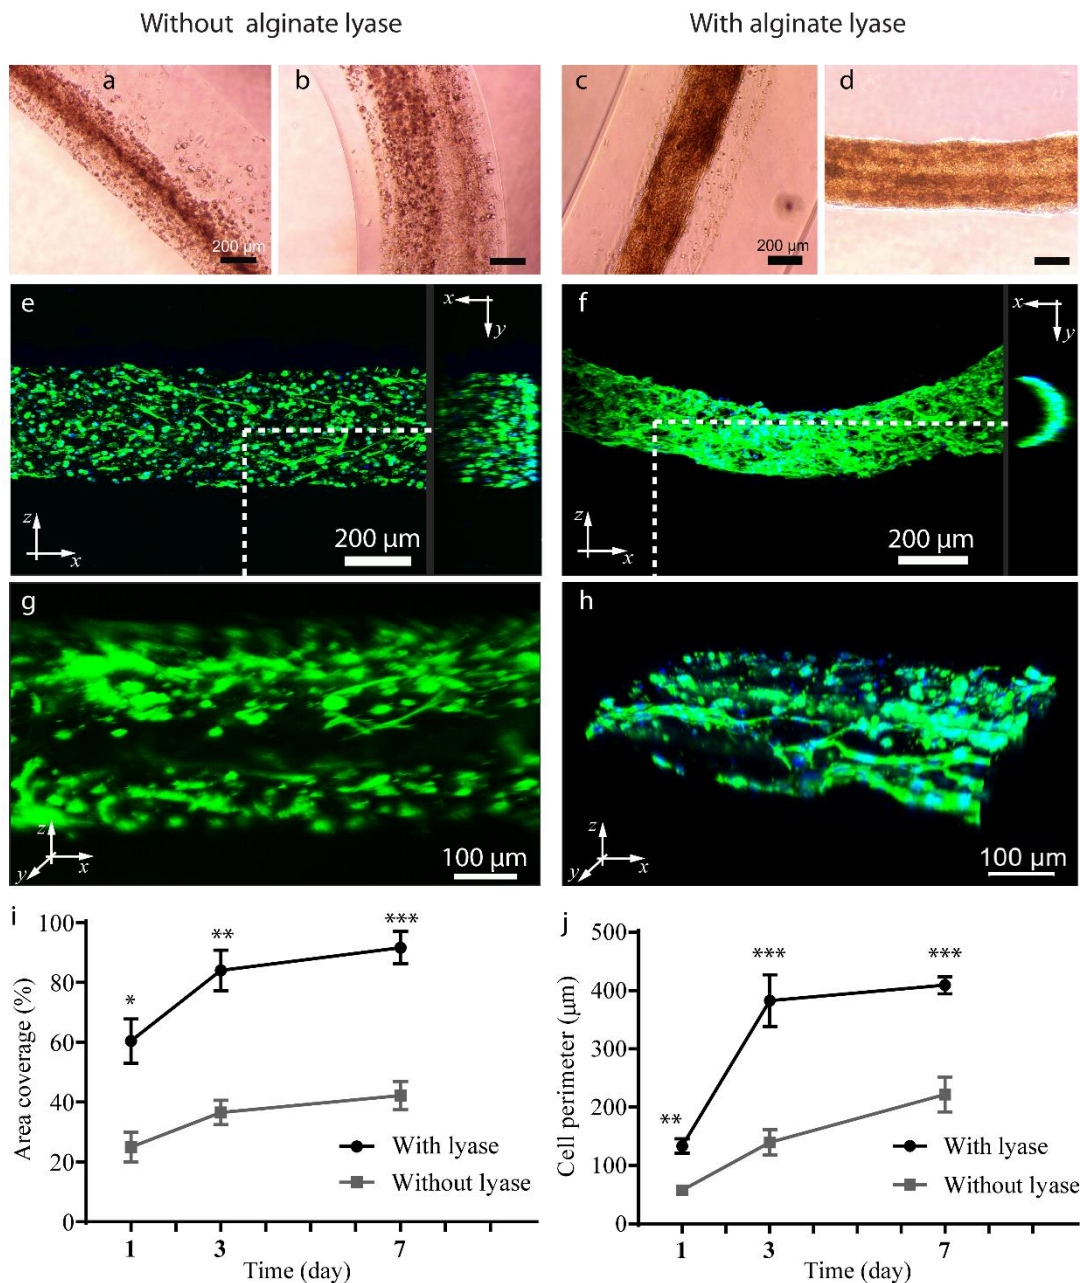 Without alginate lyase
With alginate lyase
a
200 µm
b
c
200 µm
d
e
x
y
z
x
200 µm
f
x
y
z
x
200 µm
g
z
y
x
100 µm
h
z
y
x
100 µm
i
100
80
60
40
20
0
Area coverage (%)
*
**
***
With lyase
Without lyase
1
3
7
Time (day)
j
500
400
300
200
100
0
Cell perimeter (µm)
**
***
***
With lyase
Without lyase
1
3
7
Time (day)